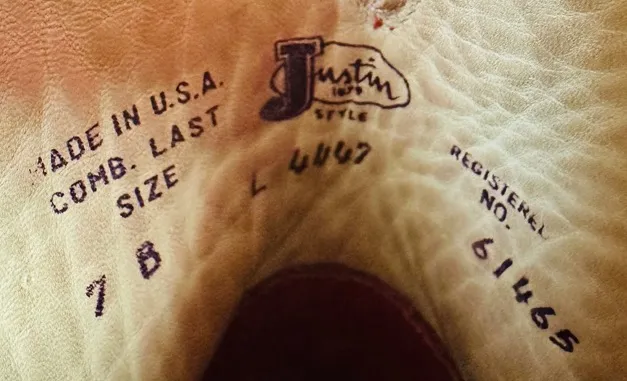 MADE IN U.S.A.
COMB. LAST
SIZE
7 B
Justin
1879
STYLE
L 4447
REGISTERED
NO.
61465